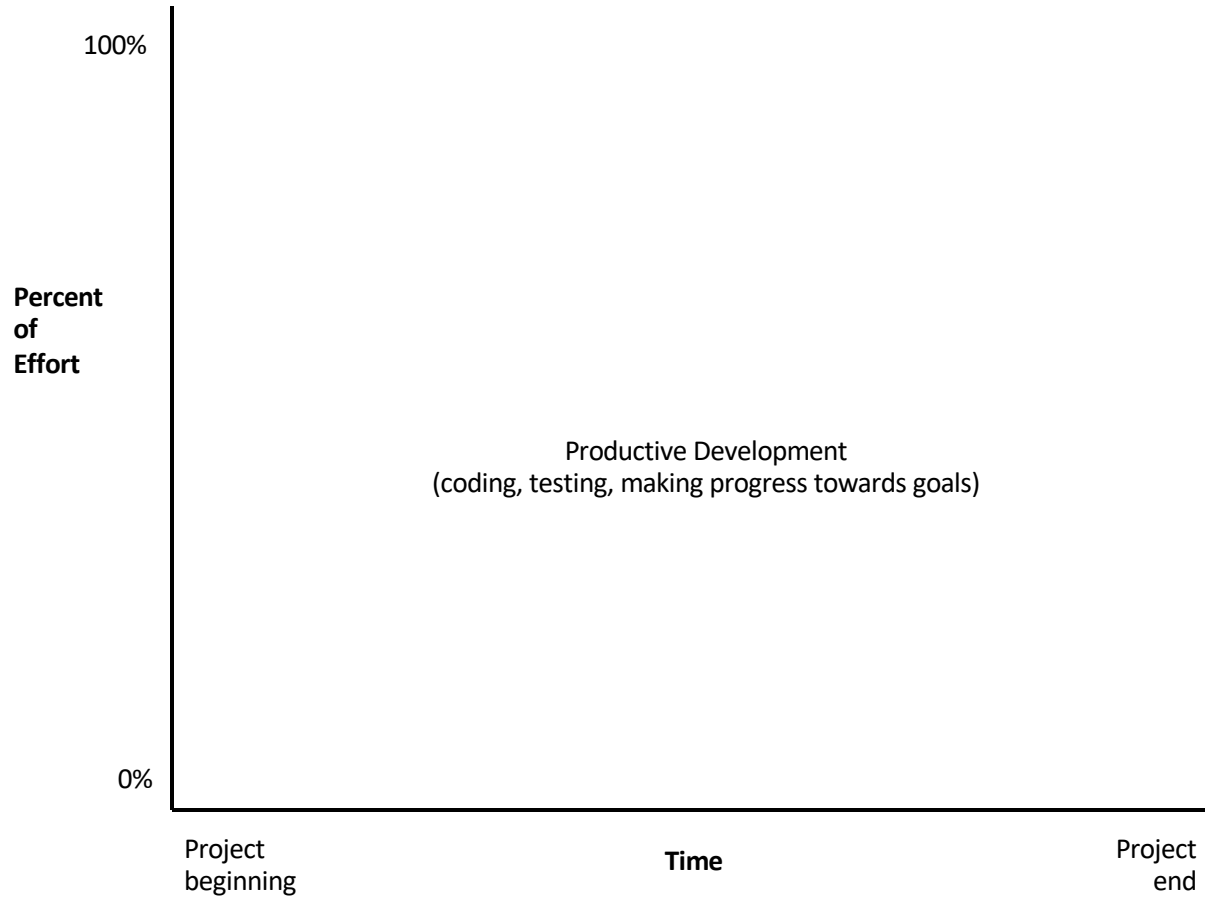 100%
Percent
of
Effort
Productive Development
(coding, testing, making progress towards goals)
0%
Project
beginning
Time
Project
end